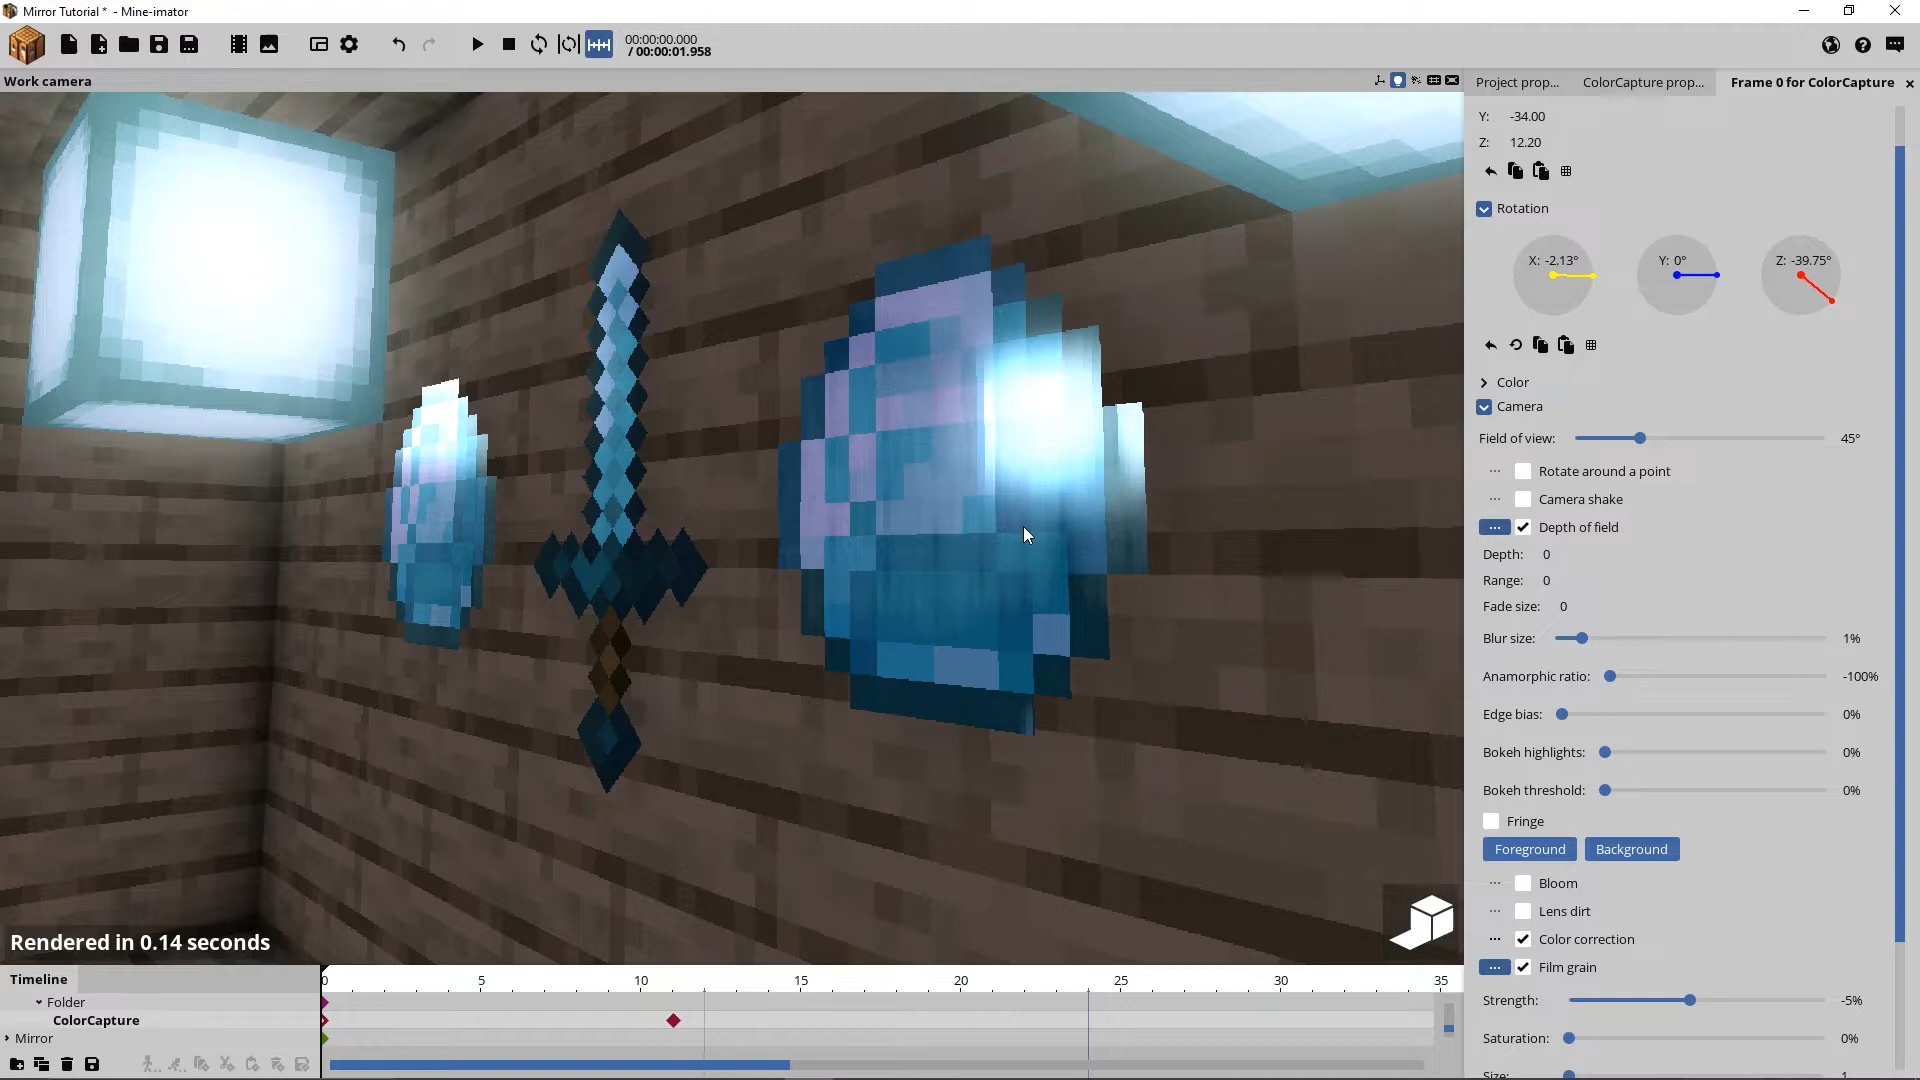 Mirror Tutorial * - Mine-imator
00:00:00.000
/ 00:00:01.958
Work camera
Project prop...
ColorCapture prop...
Frame 0 for ColorCapture
Y: -34.00
Z: 12.20
Rotation
X: -2.13°
Y: 0°
Z: -39.75°
Color
Camera
Field of view: 45°
Rotate around a point
Camera shake
Depth of field
Depth: 0
Range: 0
Fade size: 0
Blur size: 1%
Anamorphic ratio: -100%
Edge bias: 0%
Bokeh highlights: 0%
Bokeh threshold: 0%
Fringe
Foreground Background
Bloom
Lens dirt
Color correction
Film grain
Strength: -5%
Saturation: 0%
Size: 1
Rendered in 0.14 seconds
Timeline
0 5 10 15 20 25 30 35
Folder
ColorCapture
Mirror